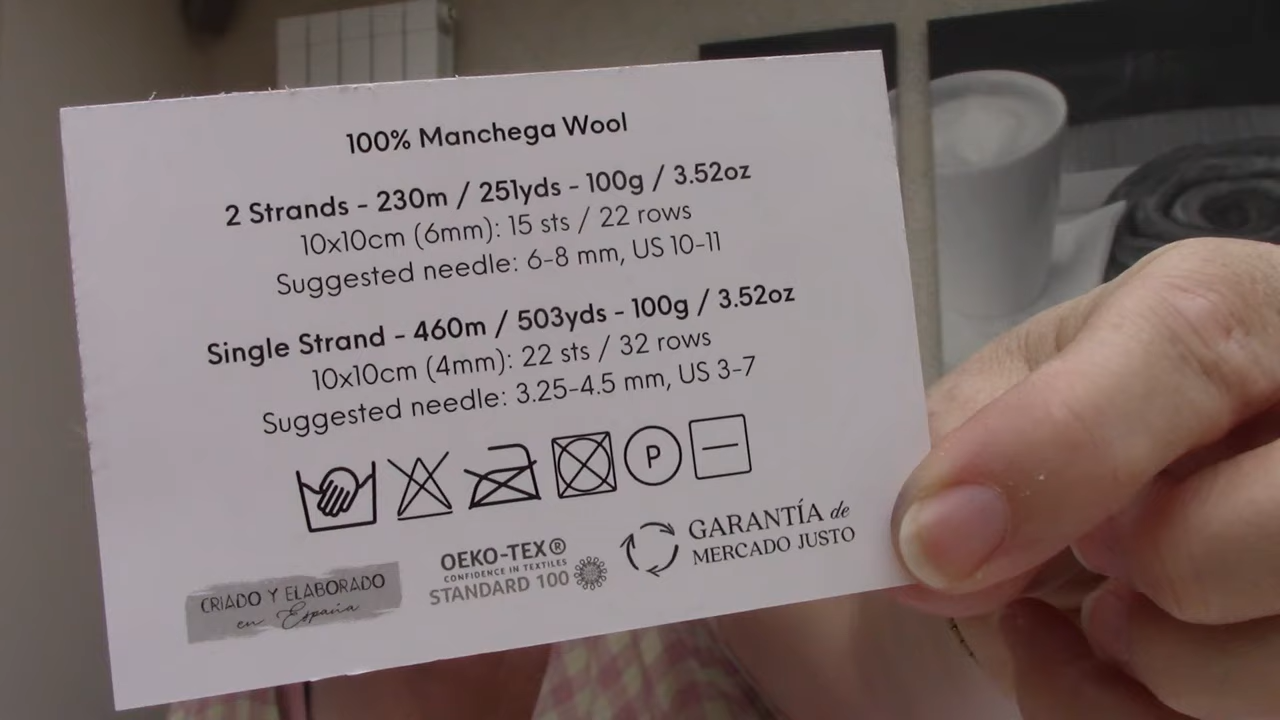 100% Manchega Wool
2 Strands - 230m / 251yds - 100g / 3.52oz
10x10cm (6mm): 15 sts / 22 rows
Suggested needle: 6-8 mm, US 10-11
Single Strand - 460m / 503yds - 100g / 3.52oz
10x10cm (4mm): 22 sts / 32 rows
Suggested needle: 3.25-4.5 mm, US 3-7
P
CRIADO Y ELABORADO
en España
OEKO-TEX®
CONFIDENCE IN TEXTILES
STANDARD 100
GARANTÍA de
MERCADO JUSTO